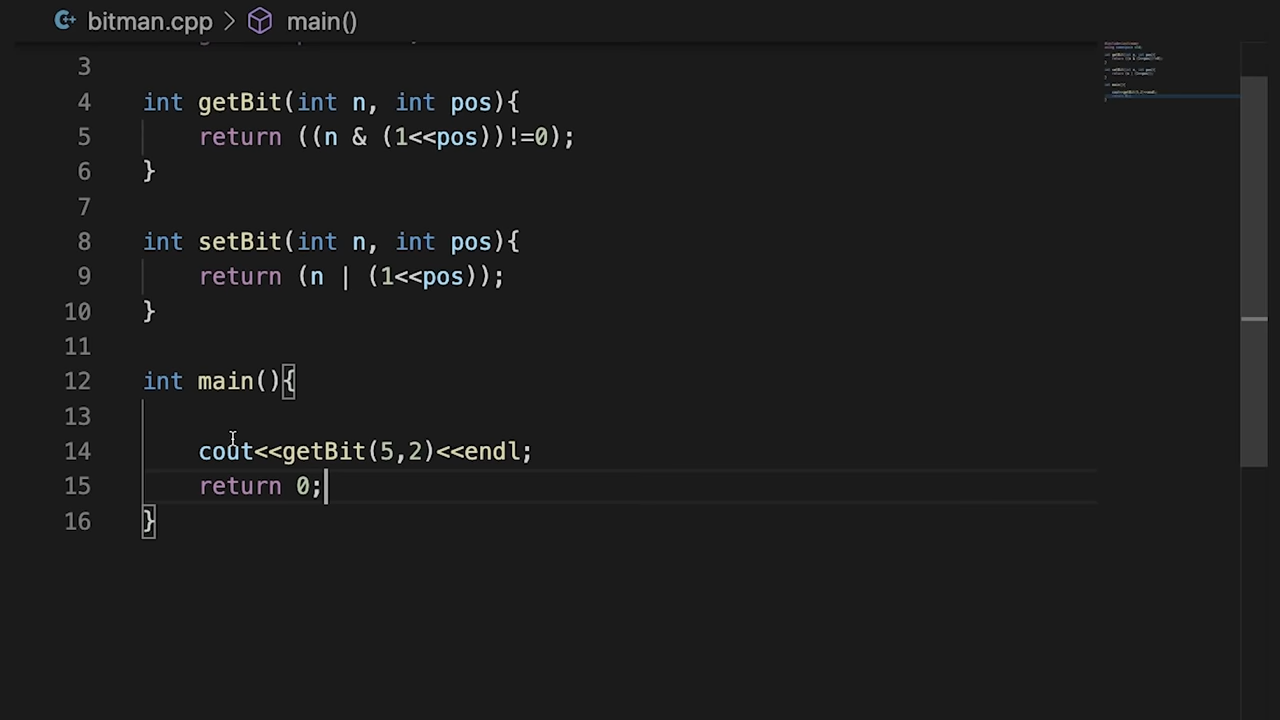 bitman.cpp > main()
3
4 int getBit(int n, int pos){
5 return ((n & (1<<pos))!=0);
6 }
7
8 int setBit(int n, int pos){
9 return (n | (1<<pos));
10 }
11
12 int main(){
13
14 cout<<getBit(5,2)<<endl;
15 return 0;
16 }